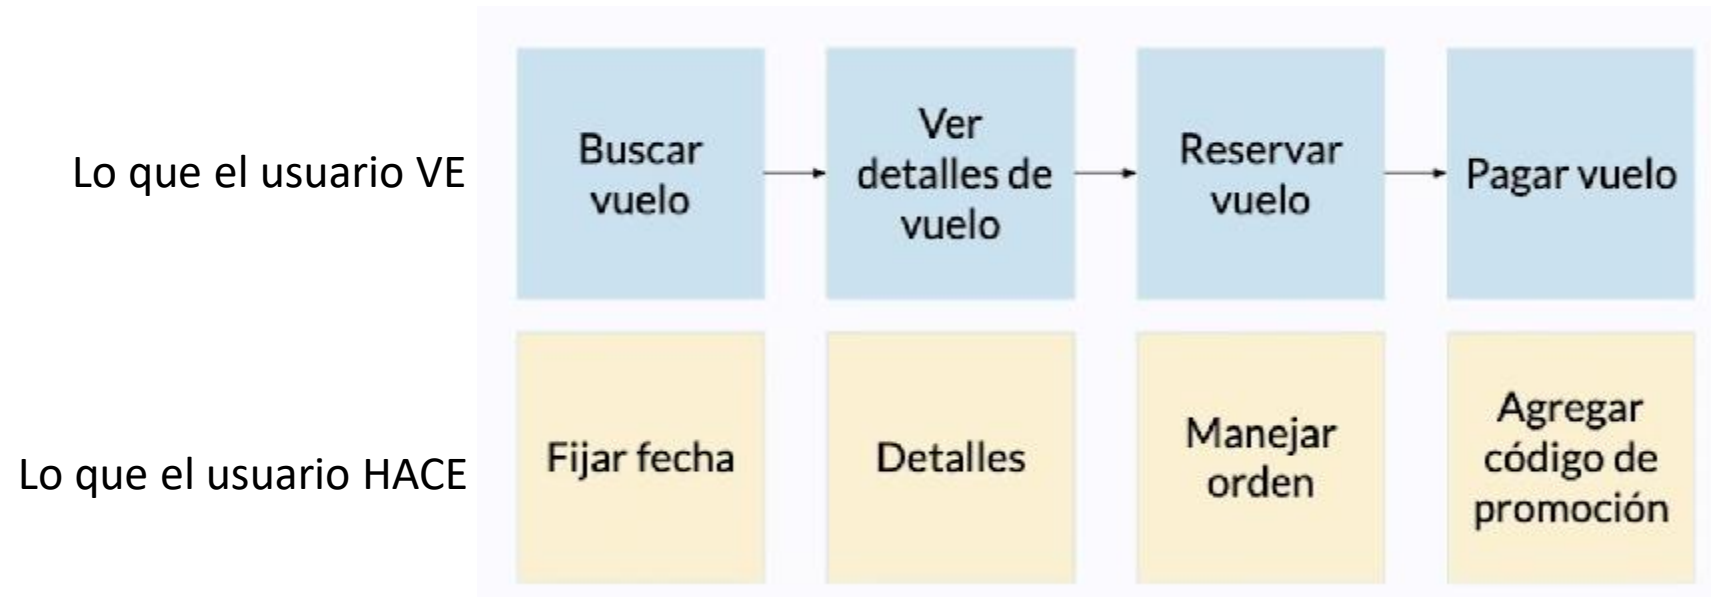 Lo que el usuario VE
Buscar
vuelo
Ver
detalles de
vuelo
Reservar
vuelo
Pagar vuelo
Lo que el usuario HACE
Fijar fecha
Detalles
Manejar
orden
Agregar
código de
promoción